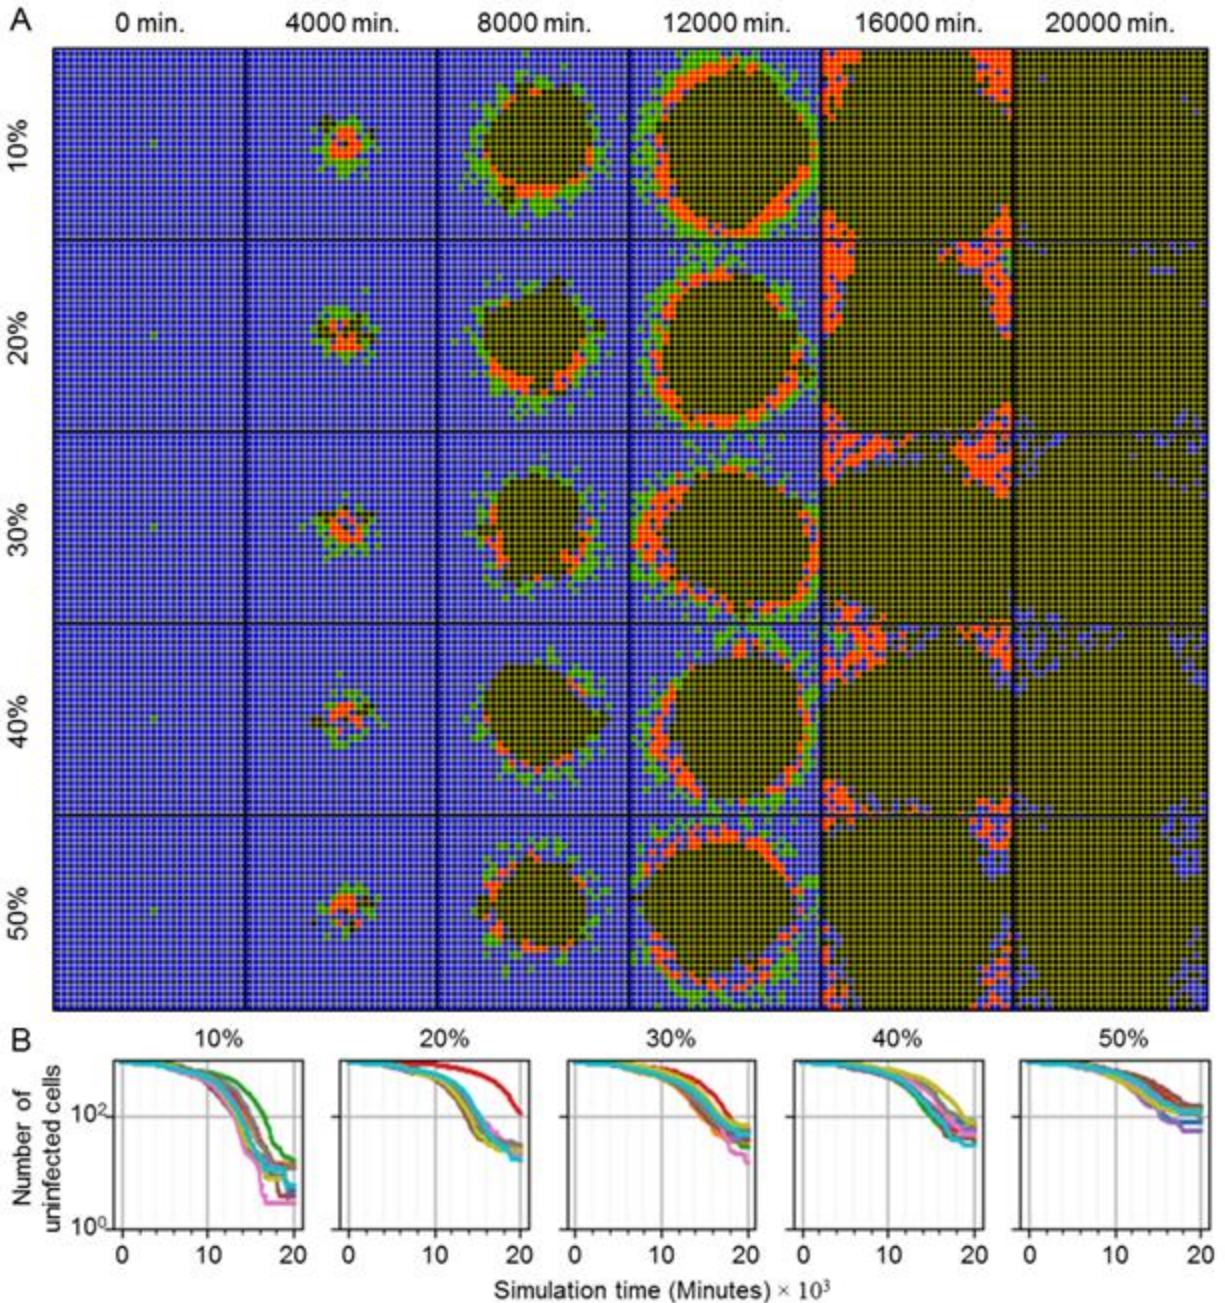 A 0 min. 4000 min. 8000 min. 12000 min. 16000 min. 20000 min.
10%
20%
30%
40%
50%
B 10% 20% 30% 40% 50%
Number of
uninfected cells
10²
10⁰
0 10 20 0 10 20 0 10 20 0 10 20 0 10 20
Simulation time (Minutes) × 10³